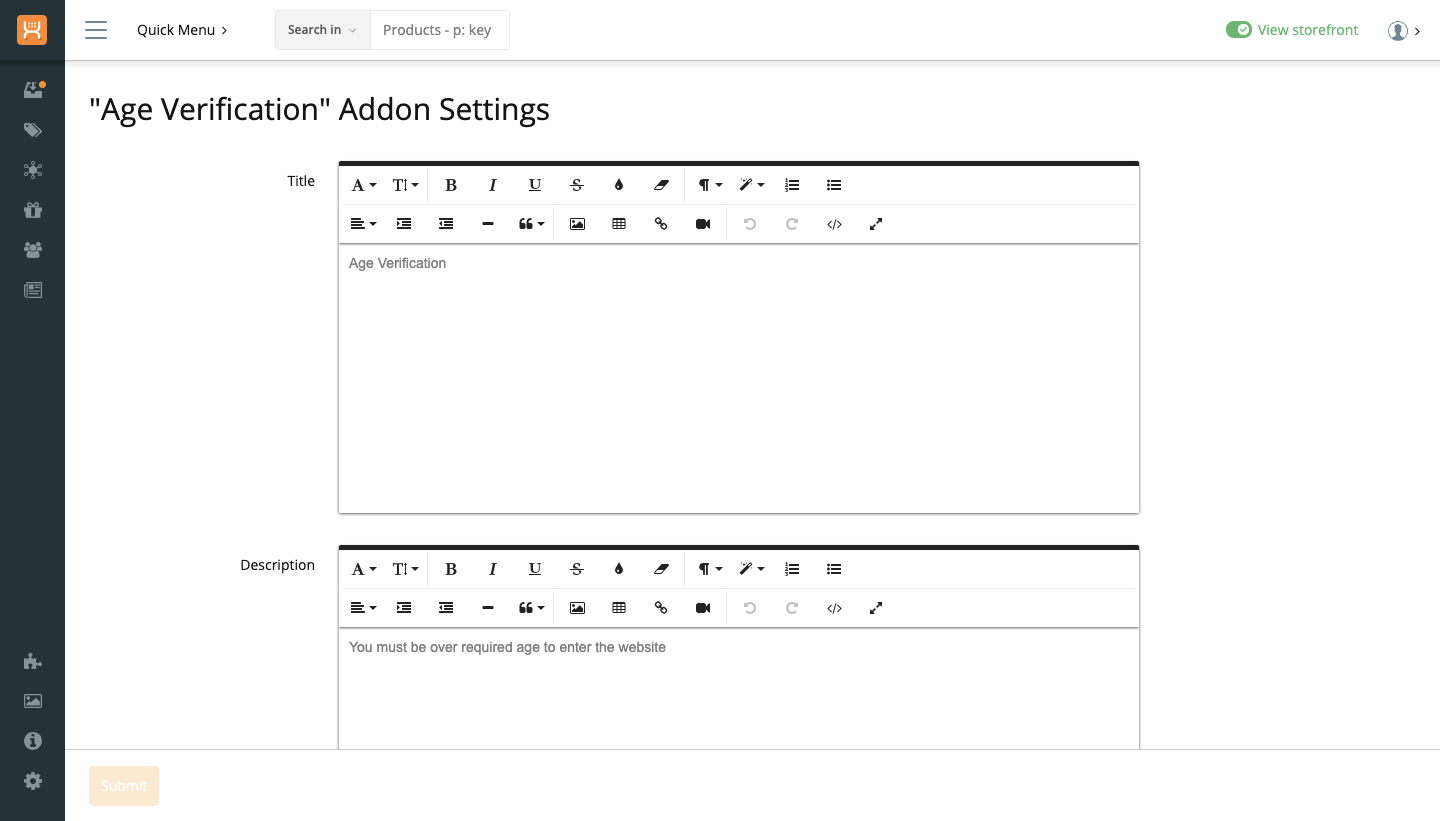 Quick Menu
Search in
Products - p: key
View storefront
"Age Verification" Addon Settings
Title
Age Verification
Description
You must be over required age to enter the website
Submit